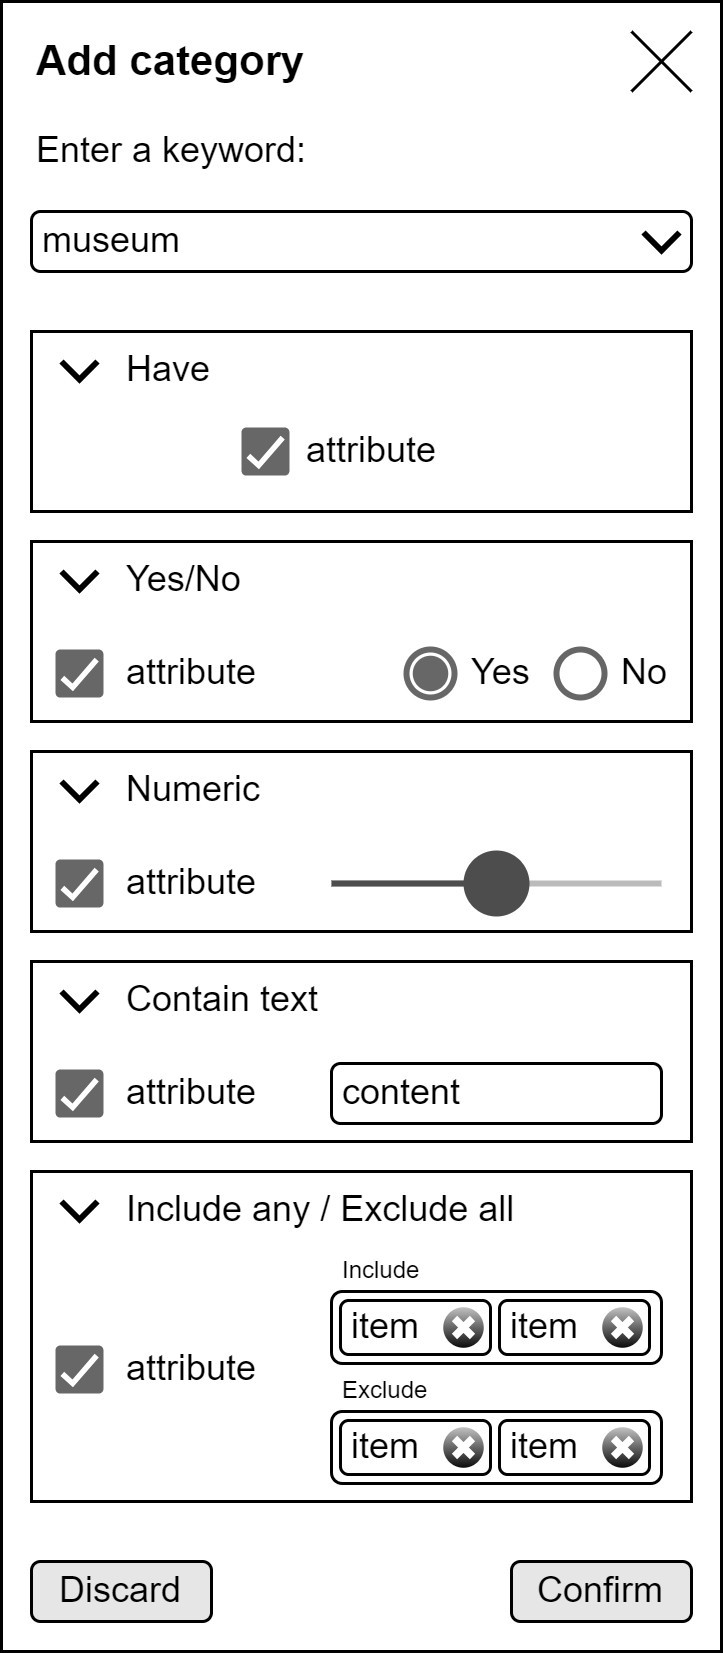 Add category
Enter a keyword:
museum
Have
attribute
Yes/No
attribute Yes No
Numeric
attribute
Contain text
attribute content
Include any / Exclude all
Include
item item
attribute
Exclude
item item
Discard Confirm